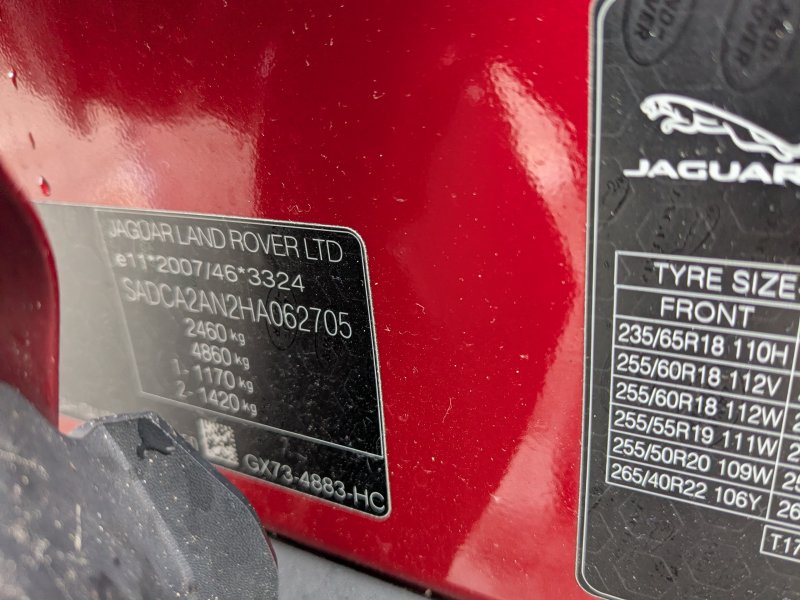 JAGUAR LAND ROVER LTD
e11*2007/46*3324
SADCA2AN2HA062705
2460 kg
4860 kg
1- 1170 kg
2- 1420 kg
GX73-4883-HC
JAGUAR
TYRE SIZE
FRONT
235/65R18 110H
255/60R18 112V
255/60R18 112W
255/55R19 111W
255/50R20 109W
265/40R22 106Y
T17